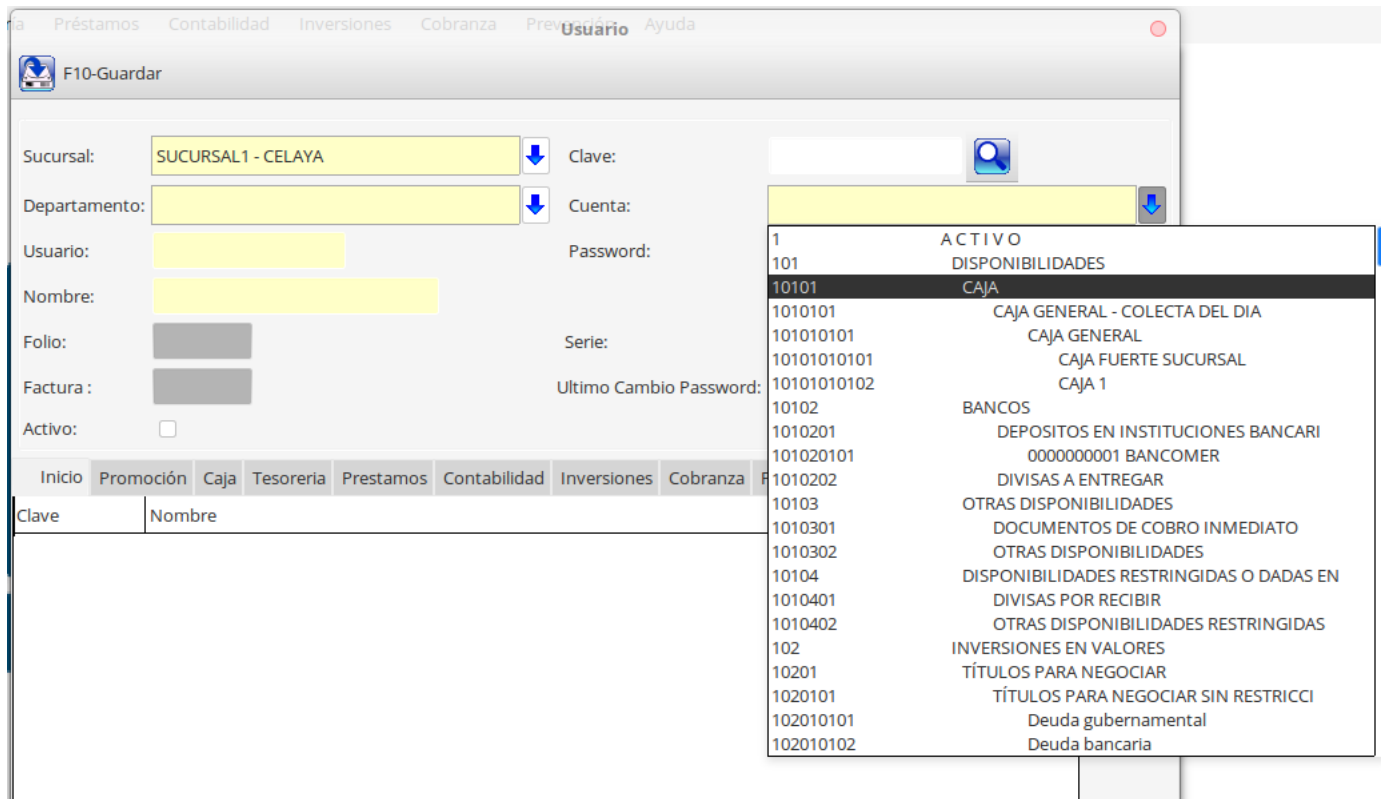 ía Préstamos Contabilidad Inversiones Cobranza Prevención Ayuda
Usuario
F10-Guardar
Sucursal: SUCURSAL1 - CELAYA Clave:
Departamento: Cuenta:
Usuario: Password:
Nombre:
Folio: Serie:
Factura : Ultimo Cambio Password:
Activo:
1 A C T I V O
101 DISPONIBILIDADES
10101 CAJA
1010101 CAJA GENERAL - COLECTA DEL DIA
101010101 CAJA GENERAL
10101010101 CAJA FUERTE SUCURSAL
10101010102 CAJA 1
10102 BANCOS
1010201 DEPOSITOS EN INSTITUCIONES BANCARI
101020101 0000000001 BANCOMER
1010202 DIVISAS A ENTREGAR
10103 OTRAS DISPONIBILIDADES
1010301 DOCUMENTOS DE COBRO INMEDIATO
1010302 OTRAS DISPONIBILIDADES
10104 DISPONIBILIDADES RESTRINGIDAS O DADAS EN
1010401 DIVISAS POR RECIBIR
1010402 OTRAS DISPONIBILIDADES RESTRINGIDAS
102 INVERSIONES EN VALORES
10201 TÍTULOS PARA NEGOCIAR
1020101 TÍTULOS PARA NEGOCIAR SIN RESTRICCI
102010101 Deuda gubernamental
102010102 Deuda bancaria
Inicio Promoción Caja Tesoreria Prestamos Contabilidad Inversiones Cobranza
Clave Nombre